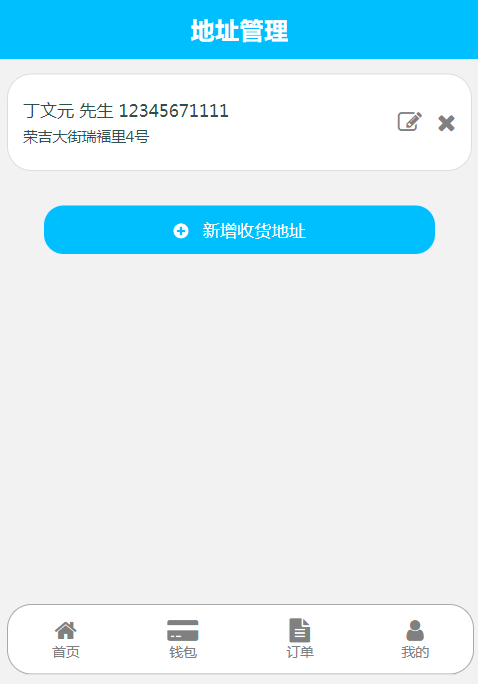 地址管理
丁文元 先生 12345671111
荣吉大街瑞福里4号
新增收货地址
首页 钱包 订单 我的